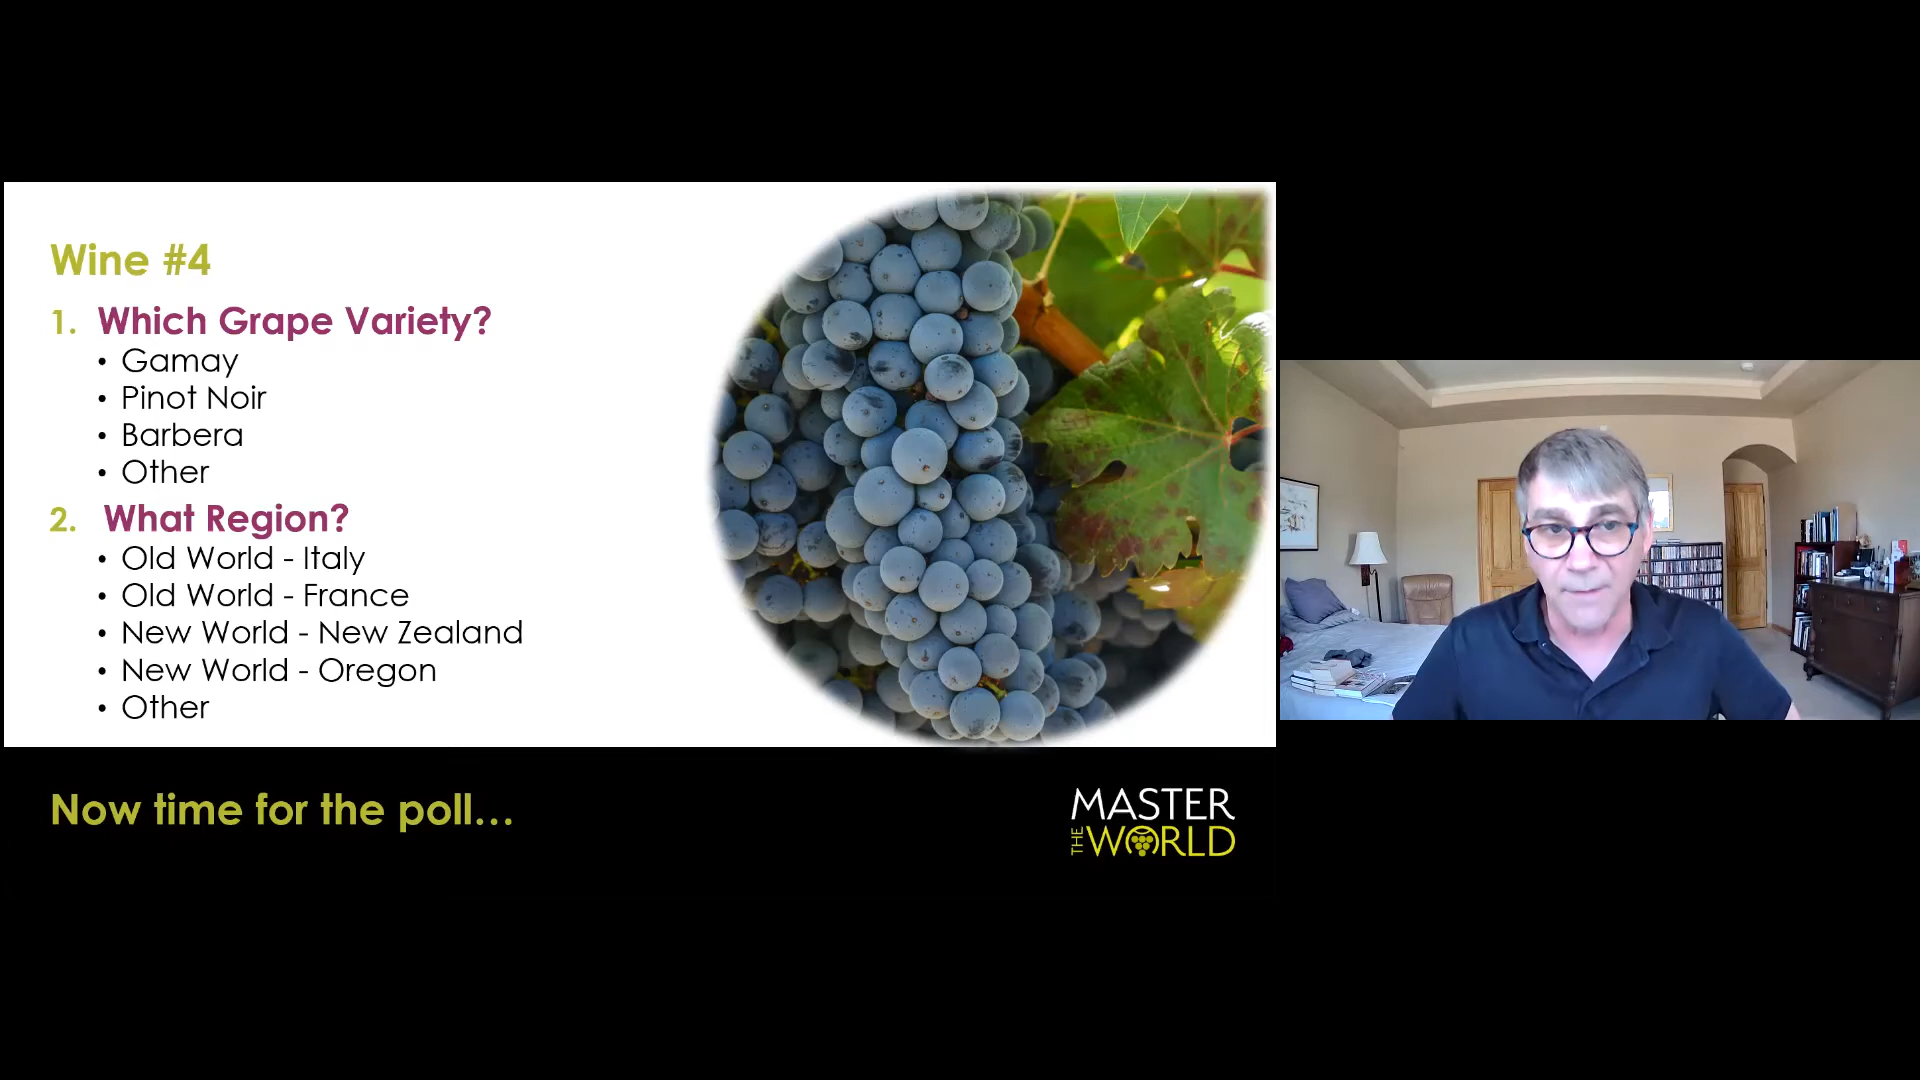 Wine #4
1. Which Grape Variety?
• Gamay
• Pinot Noir
• Barbera
• Other
2. What Region?
• Old World - Italy
• Old World - France
• New World - New Zealand
• New World - Oregon
• Other
Now time for the poll...
MASTER
THE WORLD